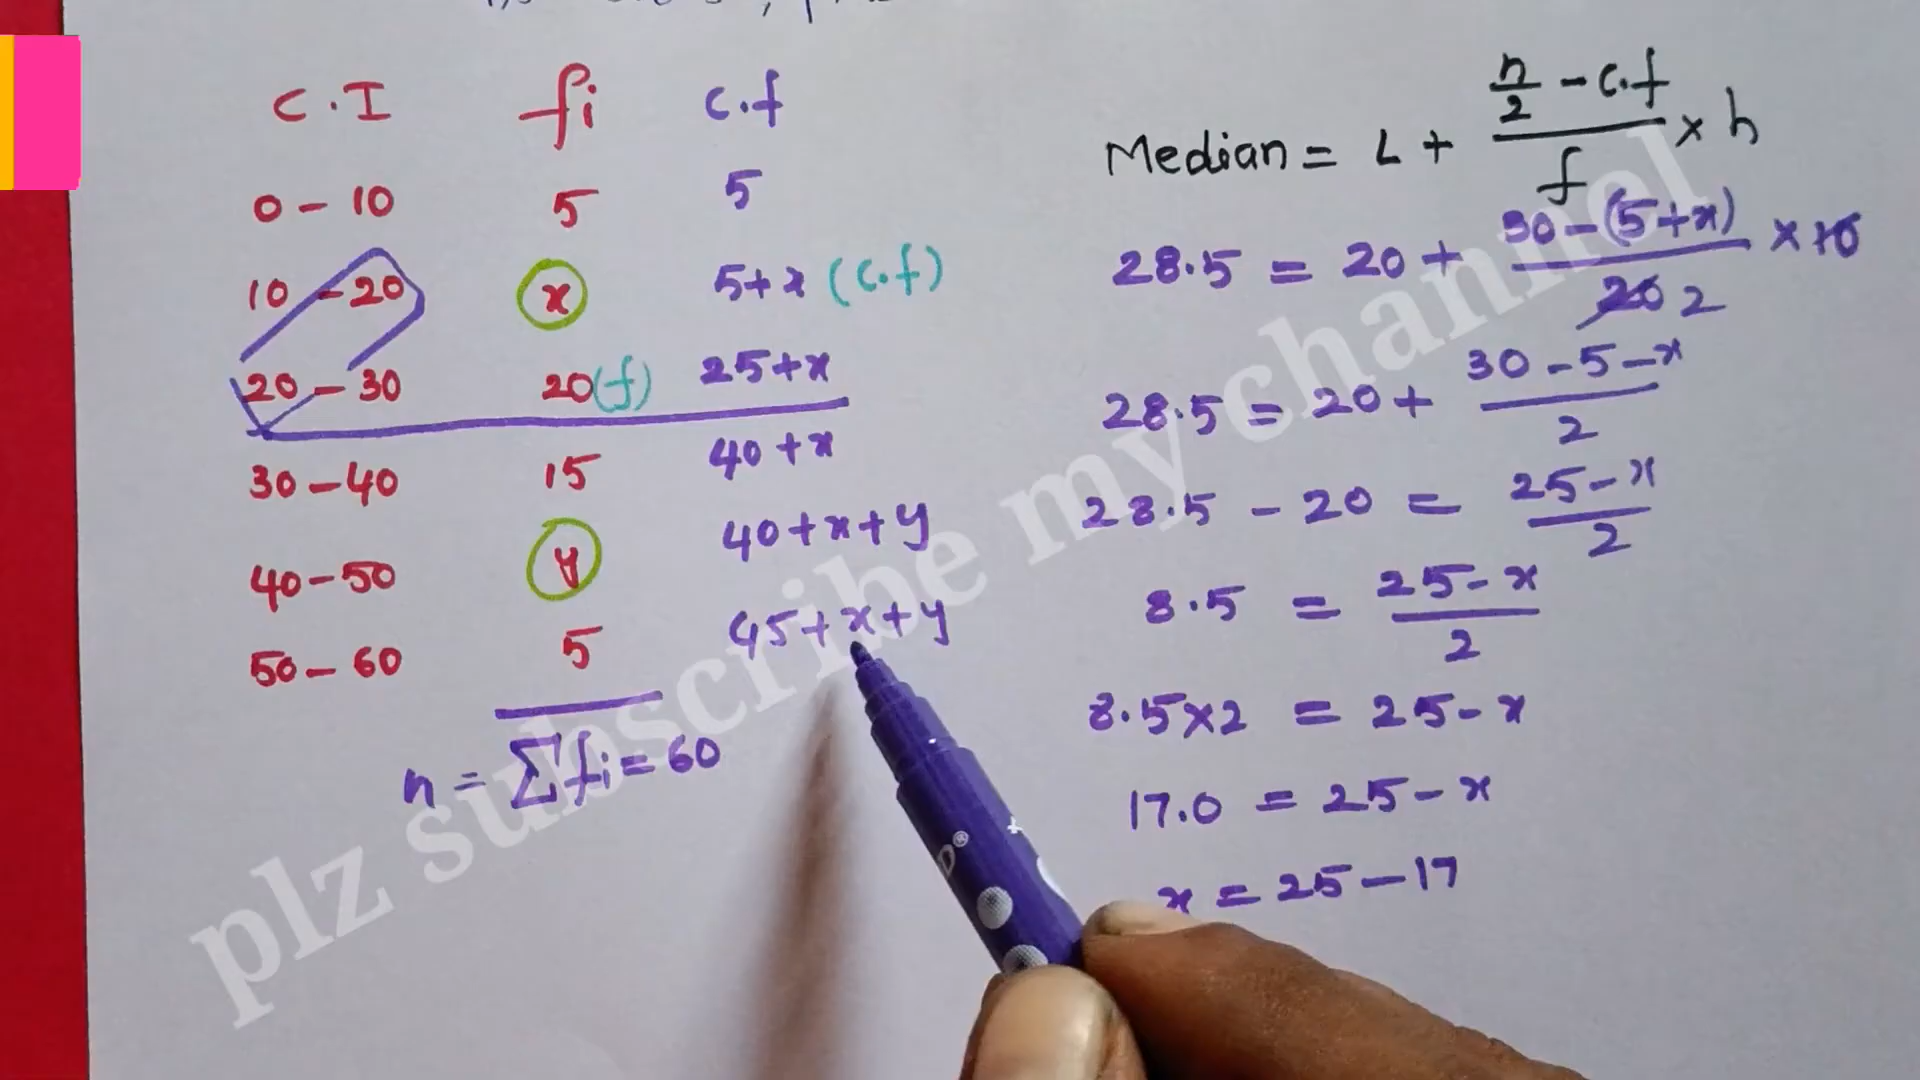 C.I fi c.f
0 - 10 5 5
10 - 20 x 5+x (c.f)
20 - 30 20(f) 25+x
30 - 40 15 40+x
40 - 50 y 40+x+y
50 - 60 5 45+x+y
n = Σfi = 60
Median = L + (n/2 - c.f)/f × h
28.5 = 20 + (30-(5+x))/20 2 × 10
28.5 = 20 + (30-5-x)/2
28.5 - 20 = (25-x)/2
8.5 = (25-x)/2
8.5×2 = 25-x
17.0 = 25-x
x = 25-17
plz subscribe my channel